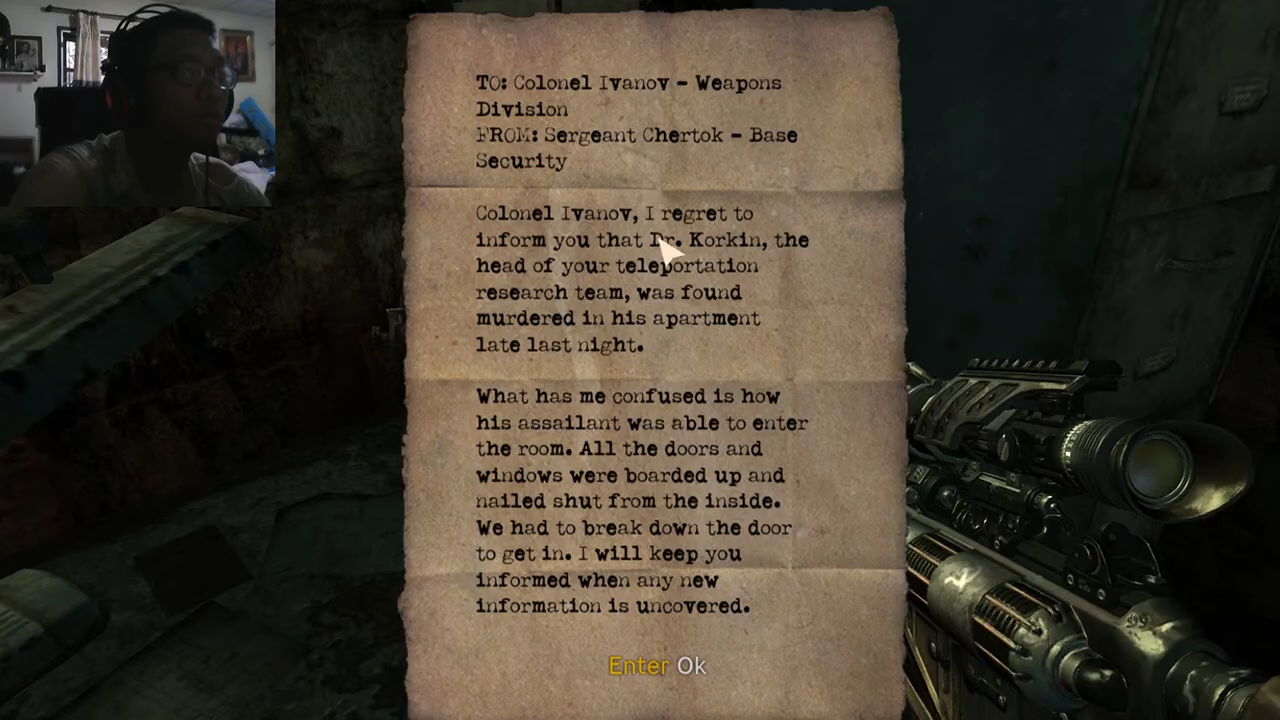 TO: Colonel Ivanov - Weapons
Division
FROM: Sergeant Chertok - Base
Security
Colonel Ivanov, I regret to
inform you that Dr. Korkin, the
head of your teleportation
research team, was found
murdered in his apartment
late last night.
What has me confused is how
his assailant was able to enter
the room. All the doors and
windows were boarded up and
nailed shut from the inside.
We had to break down the door
to get in. I will keep you
informed when any new
information is uncovered.
Enter Ok